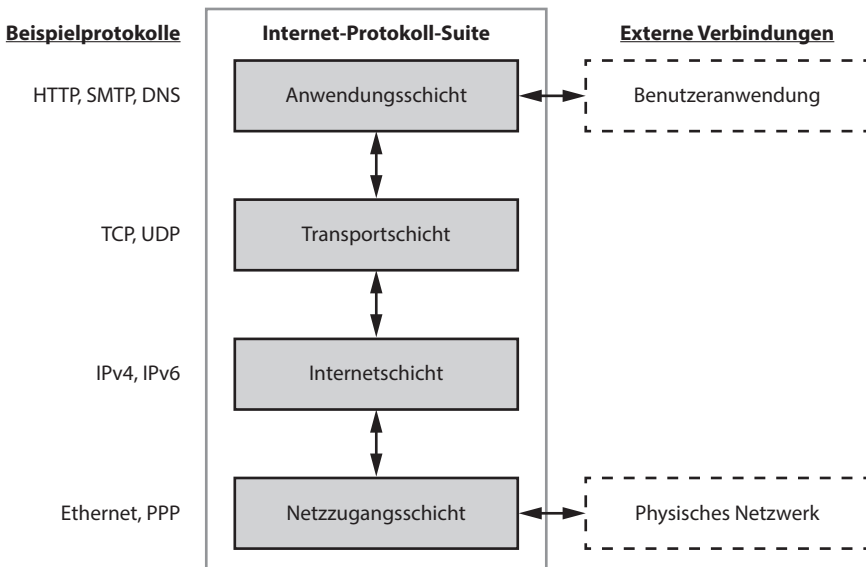 Beispielprotokolle
Internet-Protokoll-Suite
Externe Verbindungen
HTTP, SMTP, DNS
Anwendungsschicht
Benutzeranwendung
TCP, UDP
Transportschicht
IPv4, IPv6
Internetschicht
Ethernet, PPP
Netzzugangsschicht
Physisches Netzwerk